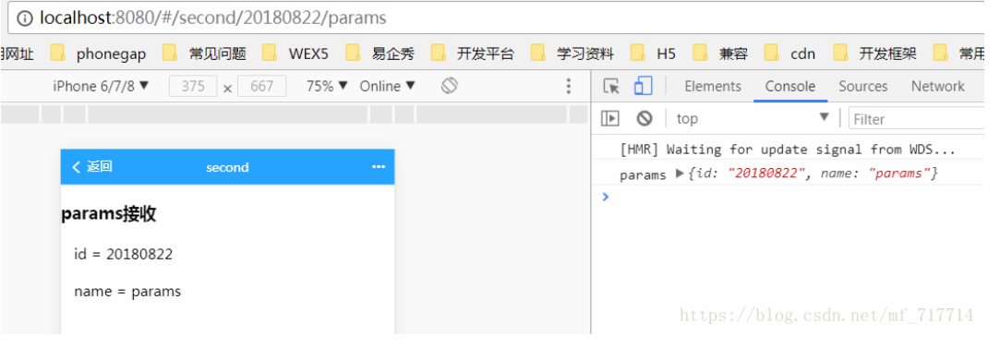 localhost:8080/#/second/20180822/params
网址 phonegap 常见问题 WEX5 易企秀 开发平台 学习资料 H5 兼容 cdn 开发框架 常用
iPhone 6/7/8 ▼ 375 × 667 75% ▼ Online ▼
Elements Console Sources Network
top ▼ Filter
[HMR] Waiting for update signal from WDS...
params ▶{id: "20180822", name: "params"}
返回 second
params接收
id = 20180822
name = params
https://blog.csdn.net/mf_717714